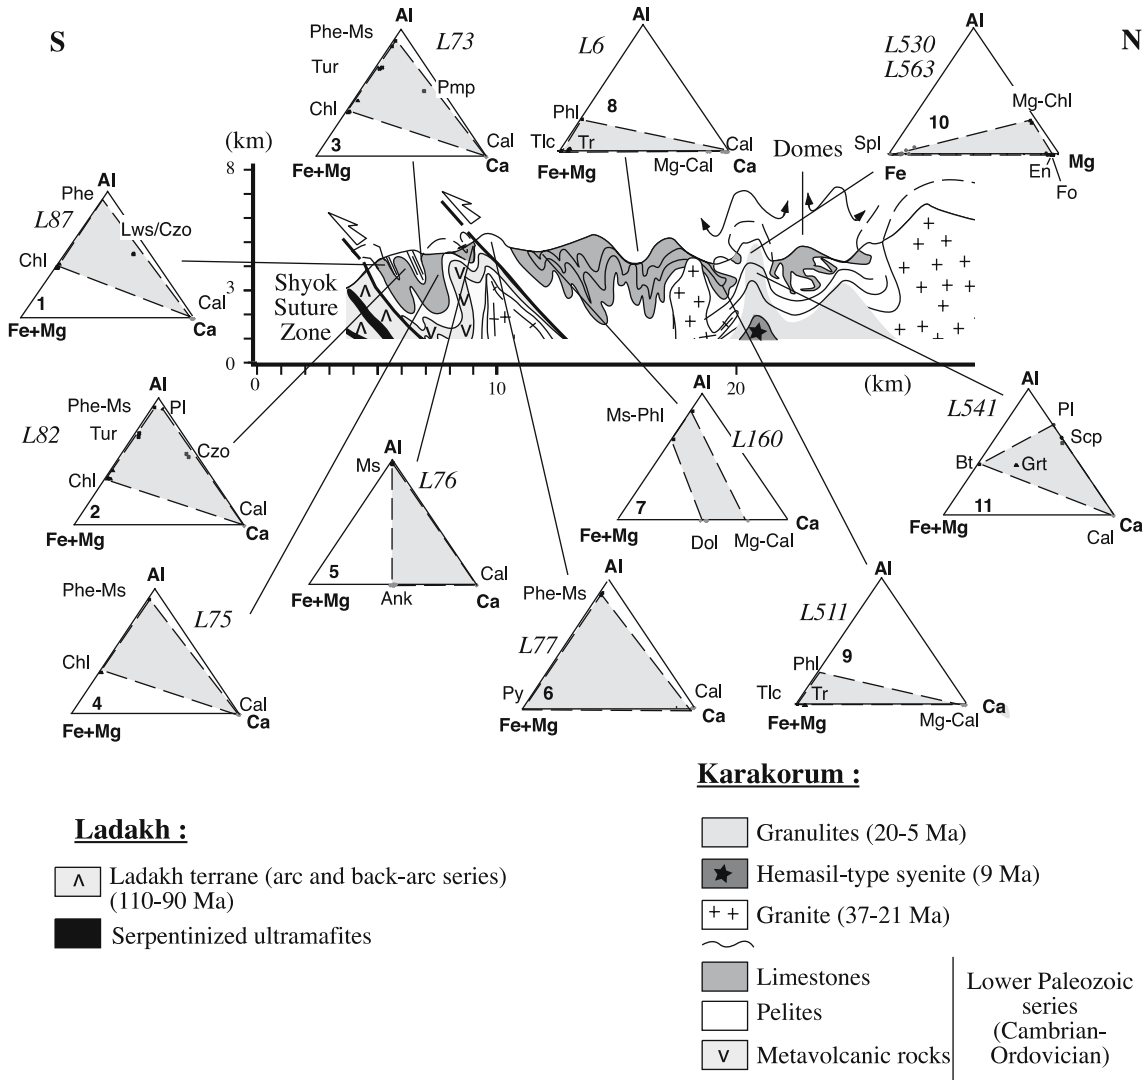 S
N
Al
Phe-Ms
L73
Tur
Pmp
Chl
3
Cal
Fe+Mg
Ca
Al
L6
Phl
8
Tlc
Tr
Cal
Fe+Mg
Mg-Cal
Ca
Al
L530
L563
Mg-Chl
10
Spl
Fe
Mg
En
Fo
Domes
(km)
8
3
0
Al
Phe
L87
Lws/Czo
Chl
1
Cal
Fe+Mg
Ca
Shyok
Suture
Zone
0
10
20
(km)
Al
Phe-Ms
Pl
L82
Tur
Czo
Chl
2
Cal
Fe+Mg
Ca
Al
Ms
L76
5
Cal
Fe+Mg
Ank
Ca
Al
Ms-Phl
L160
7
Fe+Mg
Ca
Dol
Mg-Cal
Al
L541
Pl
Scp
Bt
Grt
11
Fe+Mg
Ca
Cal
Al
Phe-Ms
L75
Chl
4
Cal
Fe+Mg
Ca
Al
Phe-Ms
L77
Py
6
Cal
Fe+Mg
Ca
Al
L511
9
Phl
Tlc
Tr
Ca
Fe+Mg
Mg-Cal
Ladakh :
Ladakh terrane (arc and back-arc series)
(110-90 Ma)
Serpentinized ultramafites
Karakorum :
Granulites (20-5 Ma)
Hemasil-type syenite (9 Ma)
Granite (37-21 Ma)
Limestones
Pelites
Metavolcanic rocks
Lower Paleozoic
series
(Cambrian-
Ordovician)